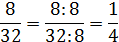 8/32 = 8:8/32:8 = 1/4